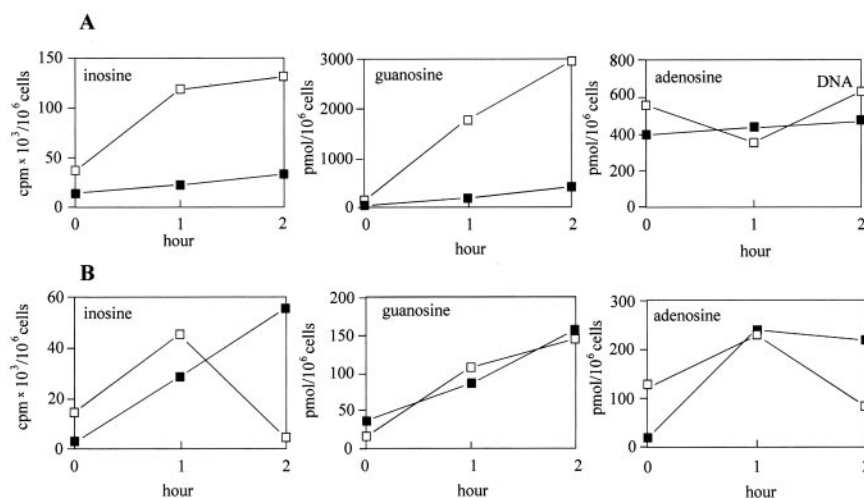 A
inosine
guanosine
adenosine
DNA
cpm × 10³/10⁶ cells
150
100
50
0
0 1 2
hour
pmol/10⁶ cells
3000
2000
1000
0
0 1 2
hour
pmol/10⁶ cells
800
600
400
200
0
0 1 2
hour
B
inosine
guanosine
adenosine
cpm × 10³/10⁶ cells
60
40
20
0
0 1 2
hour
pmol/10⁶ cells
200
150
100
50
0
0 1 2
hour
pmol/10⁶ cells
300
200
100
0
0 1
hour